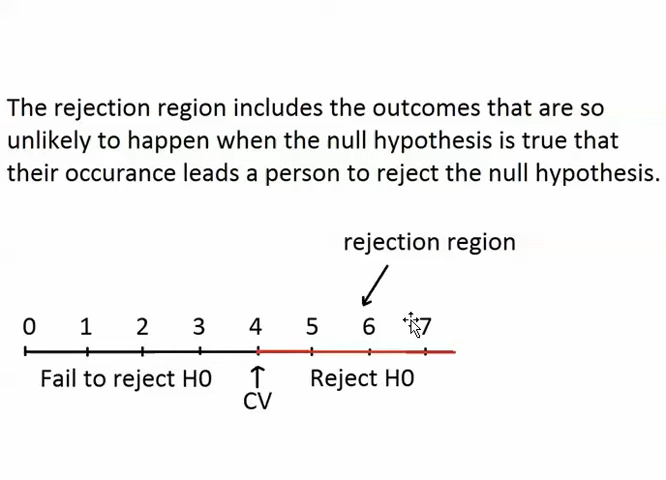 The rejection region includes the outcomes that are so
unlikely to happen when the null hypothesis is true that
their occurance leads a person to reject the null hypothesis.
rejection region
0 1 2 3 4 5 6 7
Fail to reject H0 ↑ Reject H0
CV